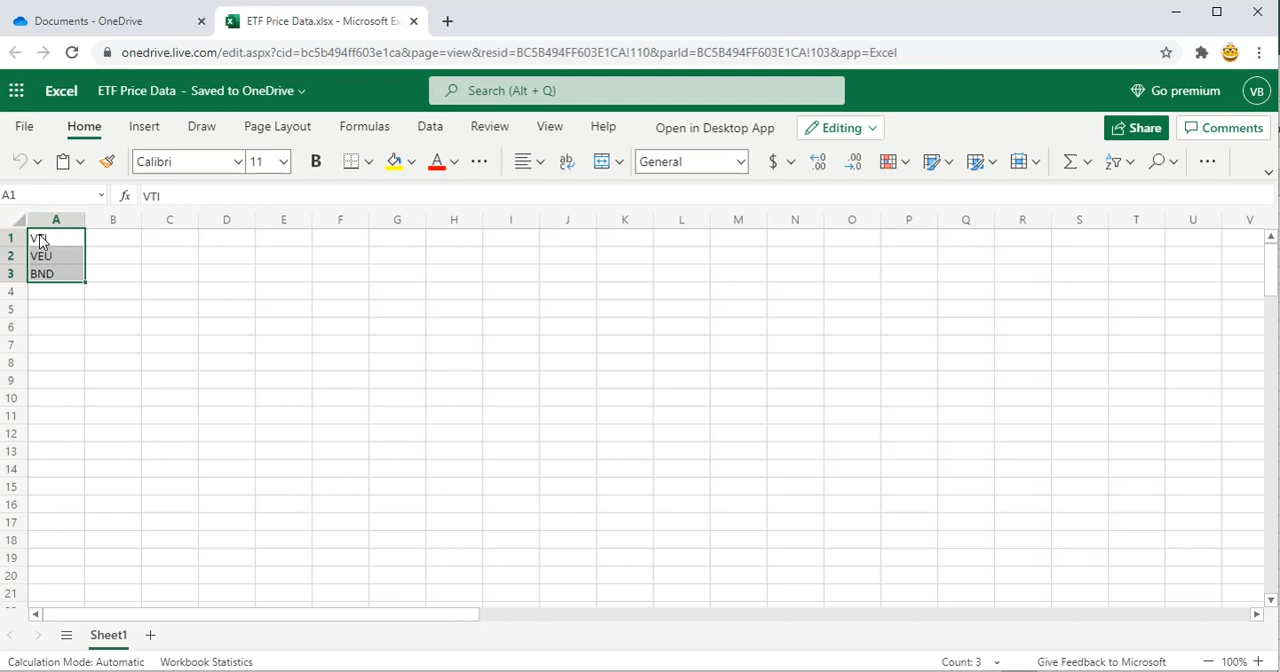 Documents - OneDrive
ETF Price Data.xlsx - Microsoft Ex
onedrive.live.com/edit.aspx?cid=bc5b494ff603e1ca&page=view&resid=BC5B494FF603E1CA!110&parId=BC5B494FF603E1CA!103&app=Excel
Excel ETF Price Data - Saved to OneDrive Search (Alt + Q) Go premium VB
File Home Insert Draw Page Layout Formulas Data Review View Help Open in Desktop App Editing Share Comments
Calibri 11 B A General $ .00 .00
A1 fx VTI
A B C D E F G H I J K L M N O P Q R S T U V
1 VTI
2 VEU
3 BND
4
5
6
7
8
9
10
11
12
13
14
15
16
17
18
19
20
21
Sheet1
Calculation Mode: Automatic Workbook Statistics Count: 3 Give Feedback to Microsoft 100%